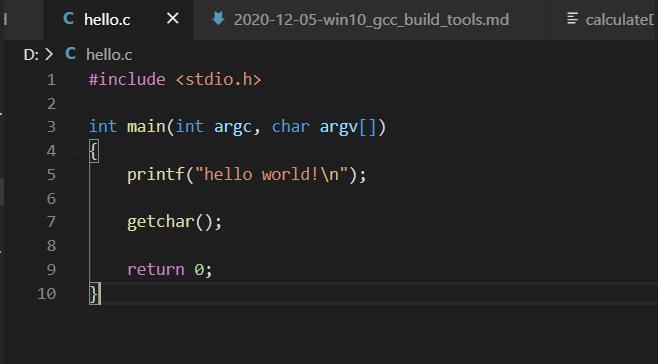 d C hello.c × 2020-12-05-win10_gcc_build_tools.md calculateD
D: > C hello.c
1 #include <stdio.h>
2
3 int main(int argc, char argv[])
4 {
5 printf("hello world!\n");
6
7 getchar();
8
9 return 0;
10 }